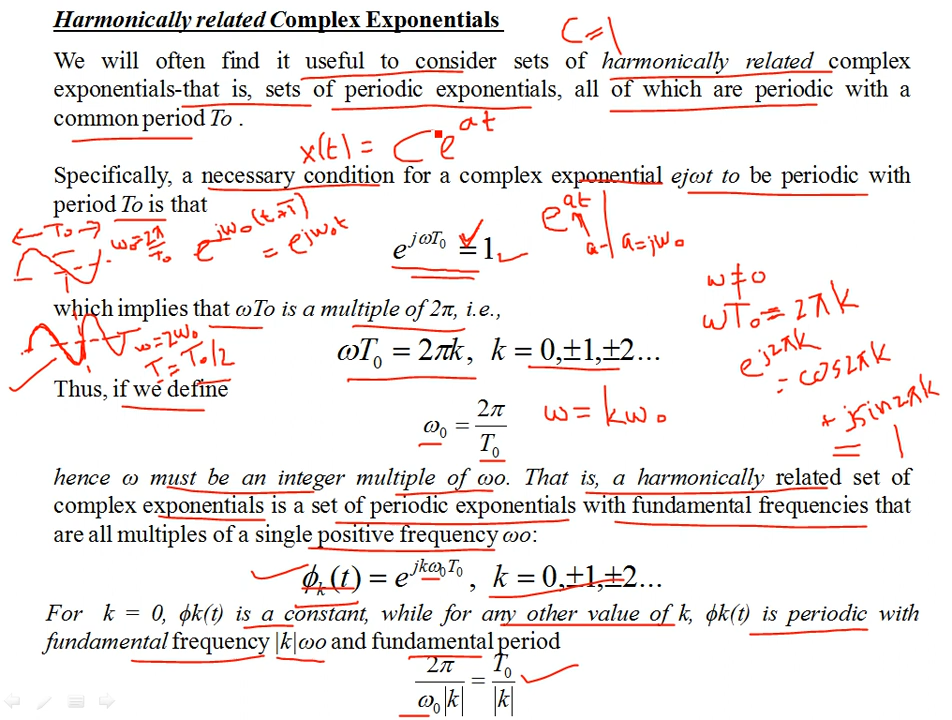 Harmonically related Complex Exponentials
C=1
We will often find it useful to consider sets of harmonically related complex
exponentials-that is, sets of periodic exponentials, all of which are periodic with a
common period To .
x(t) = C e^{at}
Specifically, a necessary condition for a complex exponential ejωt to be periodic with
period To is that
← T₀ →
ω₀ = 2π/T₀
e^{jω₀(t+T)}
= e^{jω₀t}
e^{jωT₀} = 1
e^{at}
a- | a=jω₀
ω≠0
which implies that ωTo is a multiple of 2π, i.e.,
ωT₀ = 2πk
ω=2ω₀
T=T₀/2
ωT₀ = 2πk, k = 0,±1,±2...
e^{j2πk}
= cos2πk
+ jsin2πk
= 1
Thus, if we define
ω₀ = 2π/T₀
ω = kω₀
hence ω must be an integer multiple of ωo. That is, a harmonically related set of
complex exponentials is a set of periodic exponentials with fundamental frequencies that
are all multiples of a single positive frequency ωo:
ϕₖ(t) = e^{jkω₀T₀}, k = 0,±1,±2...
For k = 0, ϕk(t) is a constant, while for any other value of k, ϕk(t) is periodic with
fundamental frequency |k|ωo and fundamental period
2π/ω₀|k| = T₀/|k|